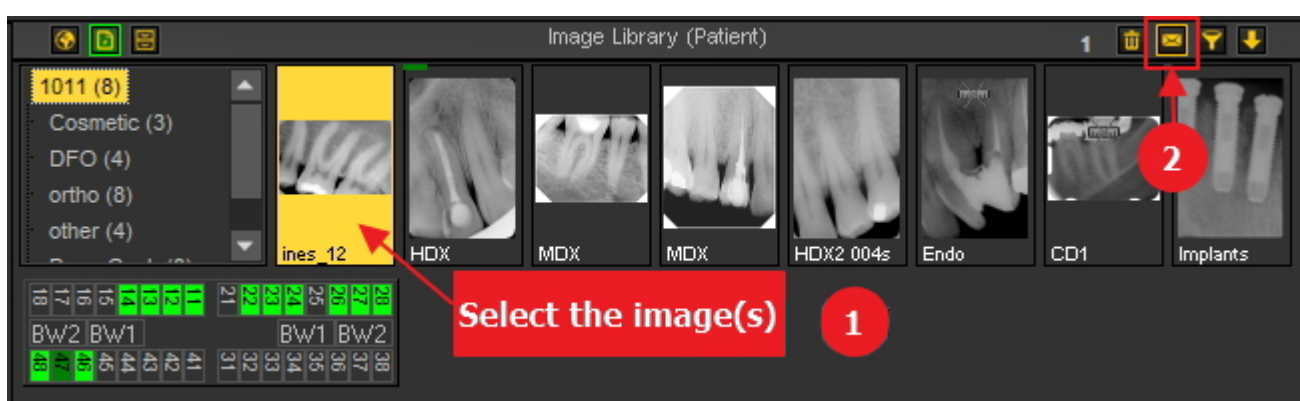 Image Library (Patient)
1
1011 (8)
Cosmetic (3)
DFO (4)
ortho (8)
other (4)
ines_12
HDX
MDX
MDX
HDX2 004s
Endo
CD1
Implants
2
Select the image(s)
1
18 17 16 15 14 13 12 11 21 22 23 24 25 26 27 28
BW2 BW1 BW1 BW2
48 47 46 45 44 43 42 41 31 32 33 34 35 36 37 38